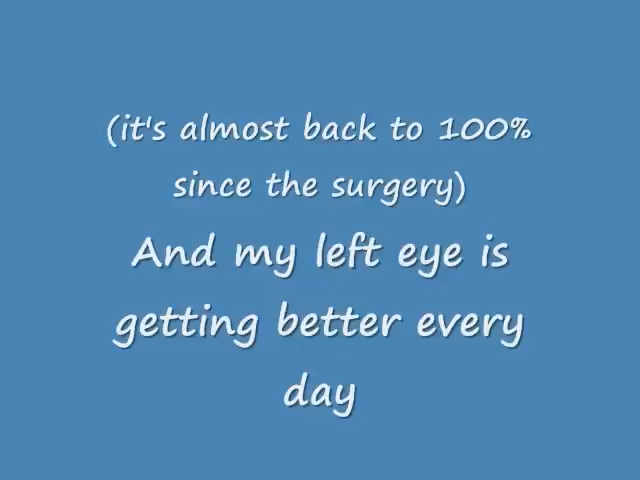 (it's almost back to 100%
since the surgery)
And my left eye is
getting better every
day